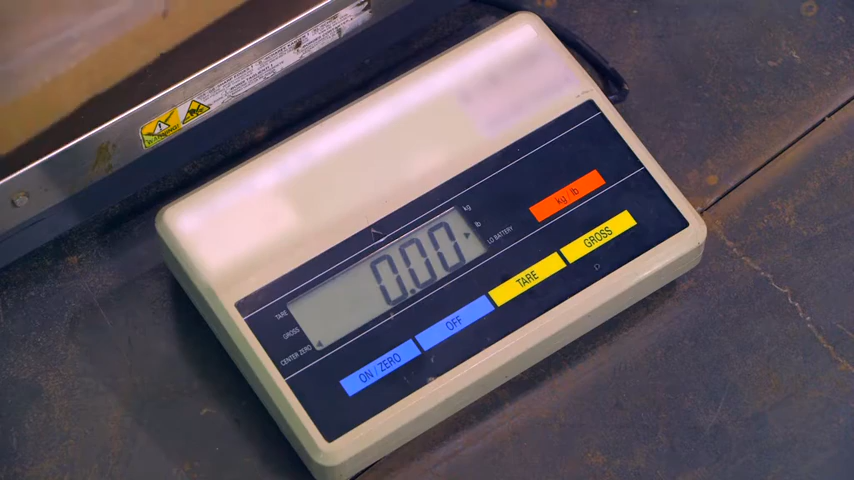 kg
lb
LO BATTERY
kg / lb
TARE
GROSS
CENTER ZERO
0.00
ON / ZERO
OFF
TARE
GROSS